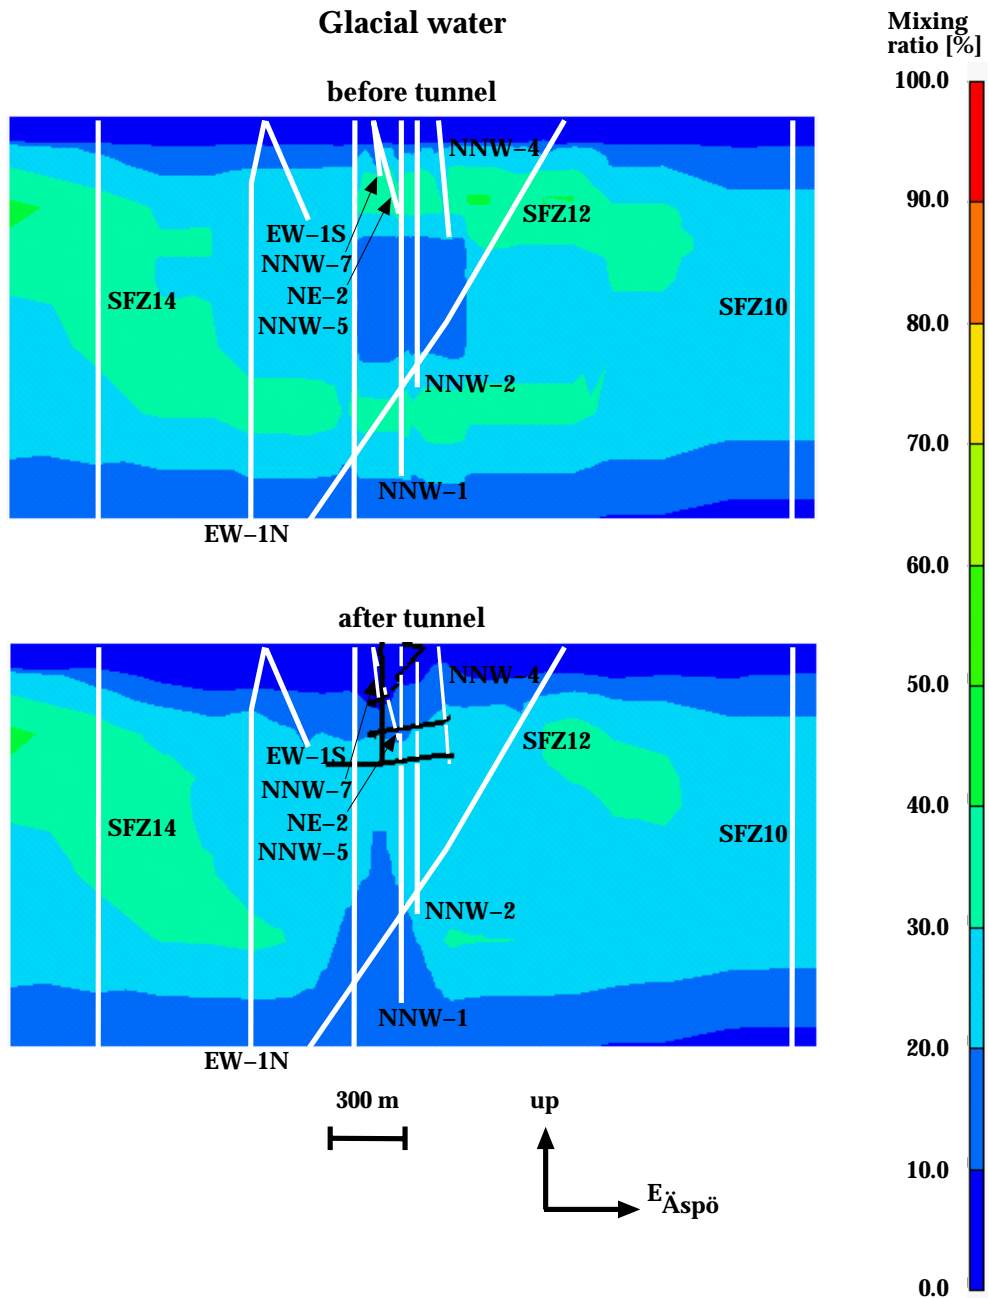 Glacial water
Mixing
ratio [%]
before tunnel
100.0
90.0
80.0
70.0
60.0
50.0
40.0
30.0
20.0
10.0
0.0
NNW−4
SFZ12
EW−1S
NNW−7
NE−2
NNW−5
SFZ14
SFZ10
NNW−2
NNW−1
EW−1N
after tunnel
NNW−4
SFZ12
EW−1S
NNW−7
NE−2
NNW−5
SFZ14
SFZ10
NNW−2
NNW−1
EW−1N
300 m
up
E Äspö